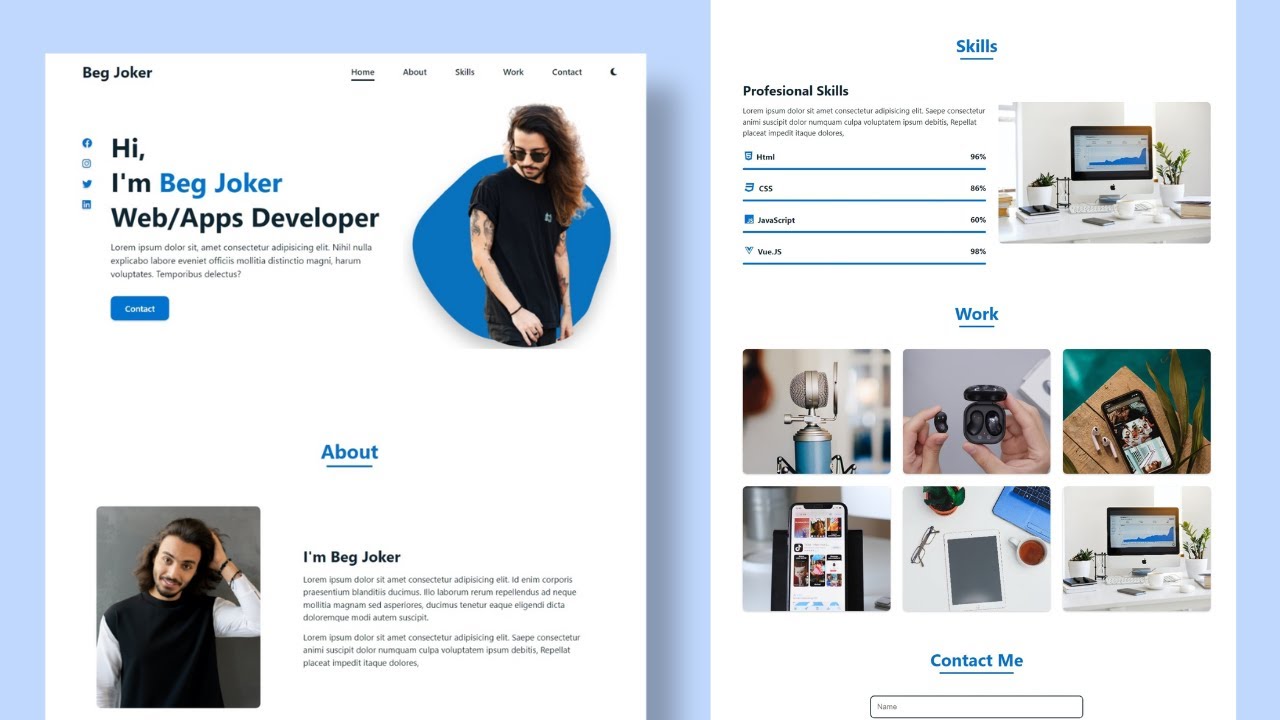 Beg Joker
Home
About
Skills
Work
Contact
Hi,
I'm Beg Joker
Web/Apps Developer
Lorem ipsum dolor sit, amet consectetur adipisicing elit. Nihil nulla
explicabo labore eveniet officiis mollitia distinctio magni, harum
voluptates. Temporibus delectus?
Contact
About
I'm Beg Joker
Lorem ipsum dolor sit amet consectetur adipisicing elit. Id enim corporis
praesentium blanditiis ducimus. Illo laborum rerum repellendus ad neque
mollitia magnam sed asperiores, ducimus tenetur eaque eligendi dicta
doloremque modi autem suscipit.
Lorem ipsum dolor sit amet consectetur adipisicing elit. Saepe consectetur
animi suscipit dolor numquam culpa voluptatem ipsum debitis, Repellat
placeat impedit itaque dolores,
Skills
Profesional Skills
Lorem ipsum dolor sit amet consectetur adipisicing elit. Saepe consectetur
animi suscipit dolor numquam culpa voluptatem ipsum debitis, Repellat
placeat impedit itaque dolores,
Html 96%
CSS 86%
JavaScript 60%
Vue.JS 98%
Work
Contact Me
Name